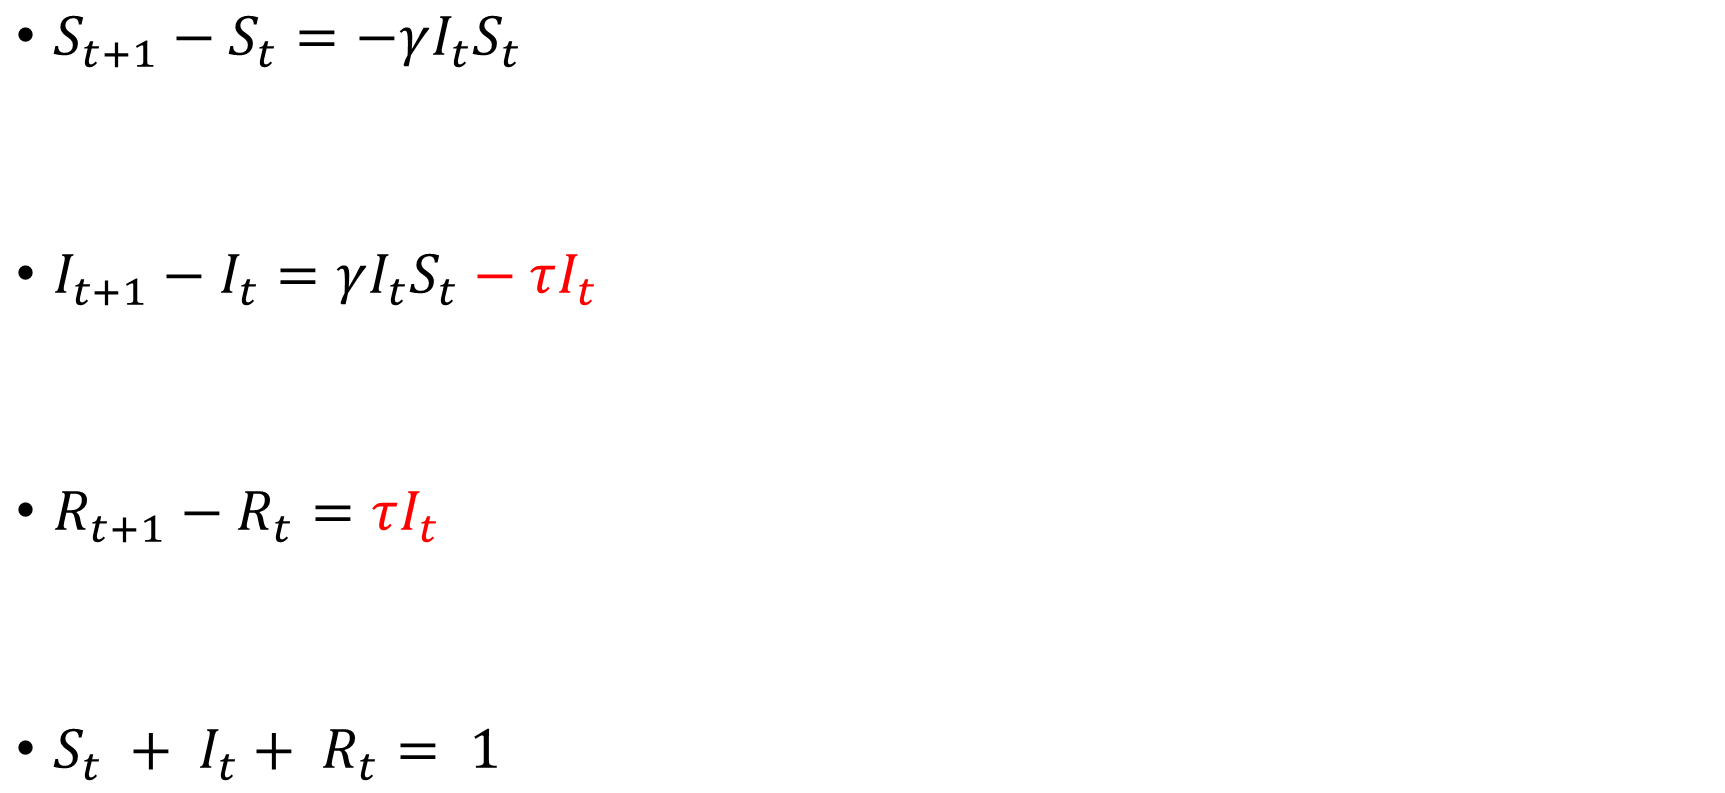 • S_{t+1} − S_t = −γI_tS_t
• I_{t+1} − I_t = γI_tS_t − τI_t
• R_{t+1} − R_t = τI_t
• S_t + I_t + R_t = 1